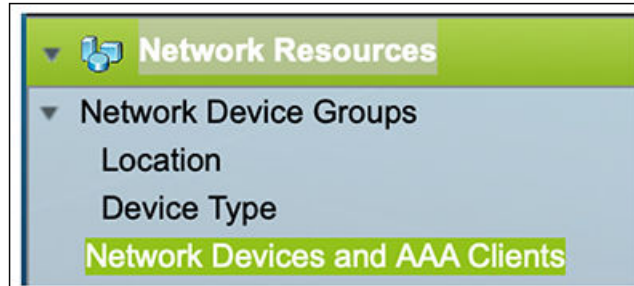 Network Resources
Network Device Groups
Location
Device Type
Network Devices and AAA Clients